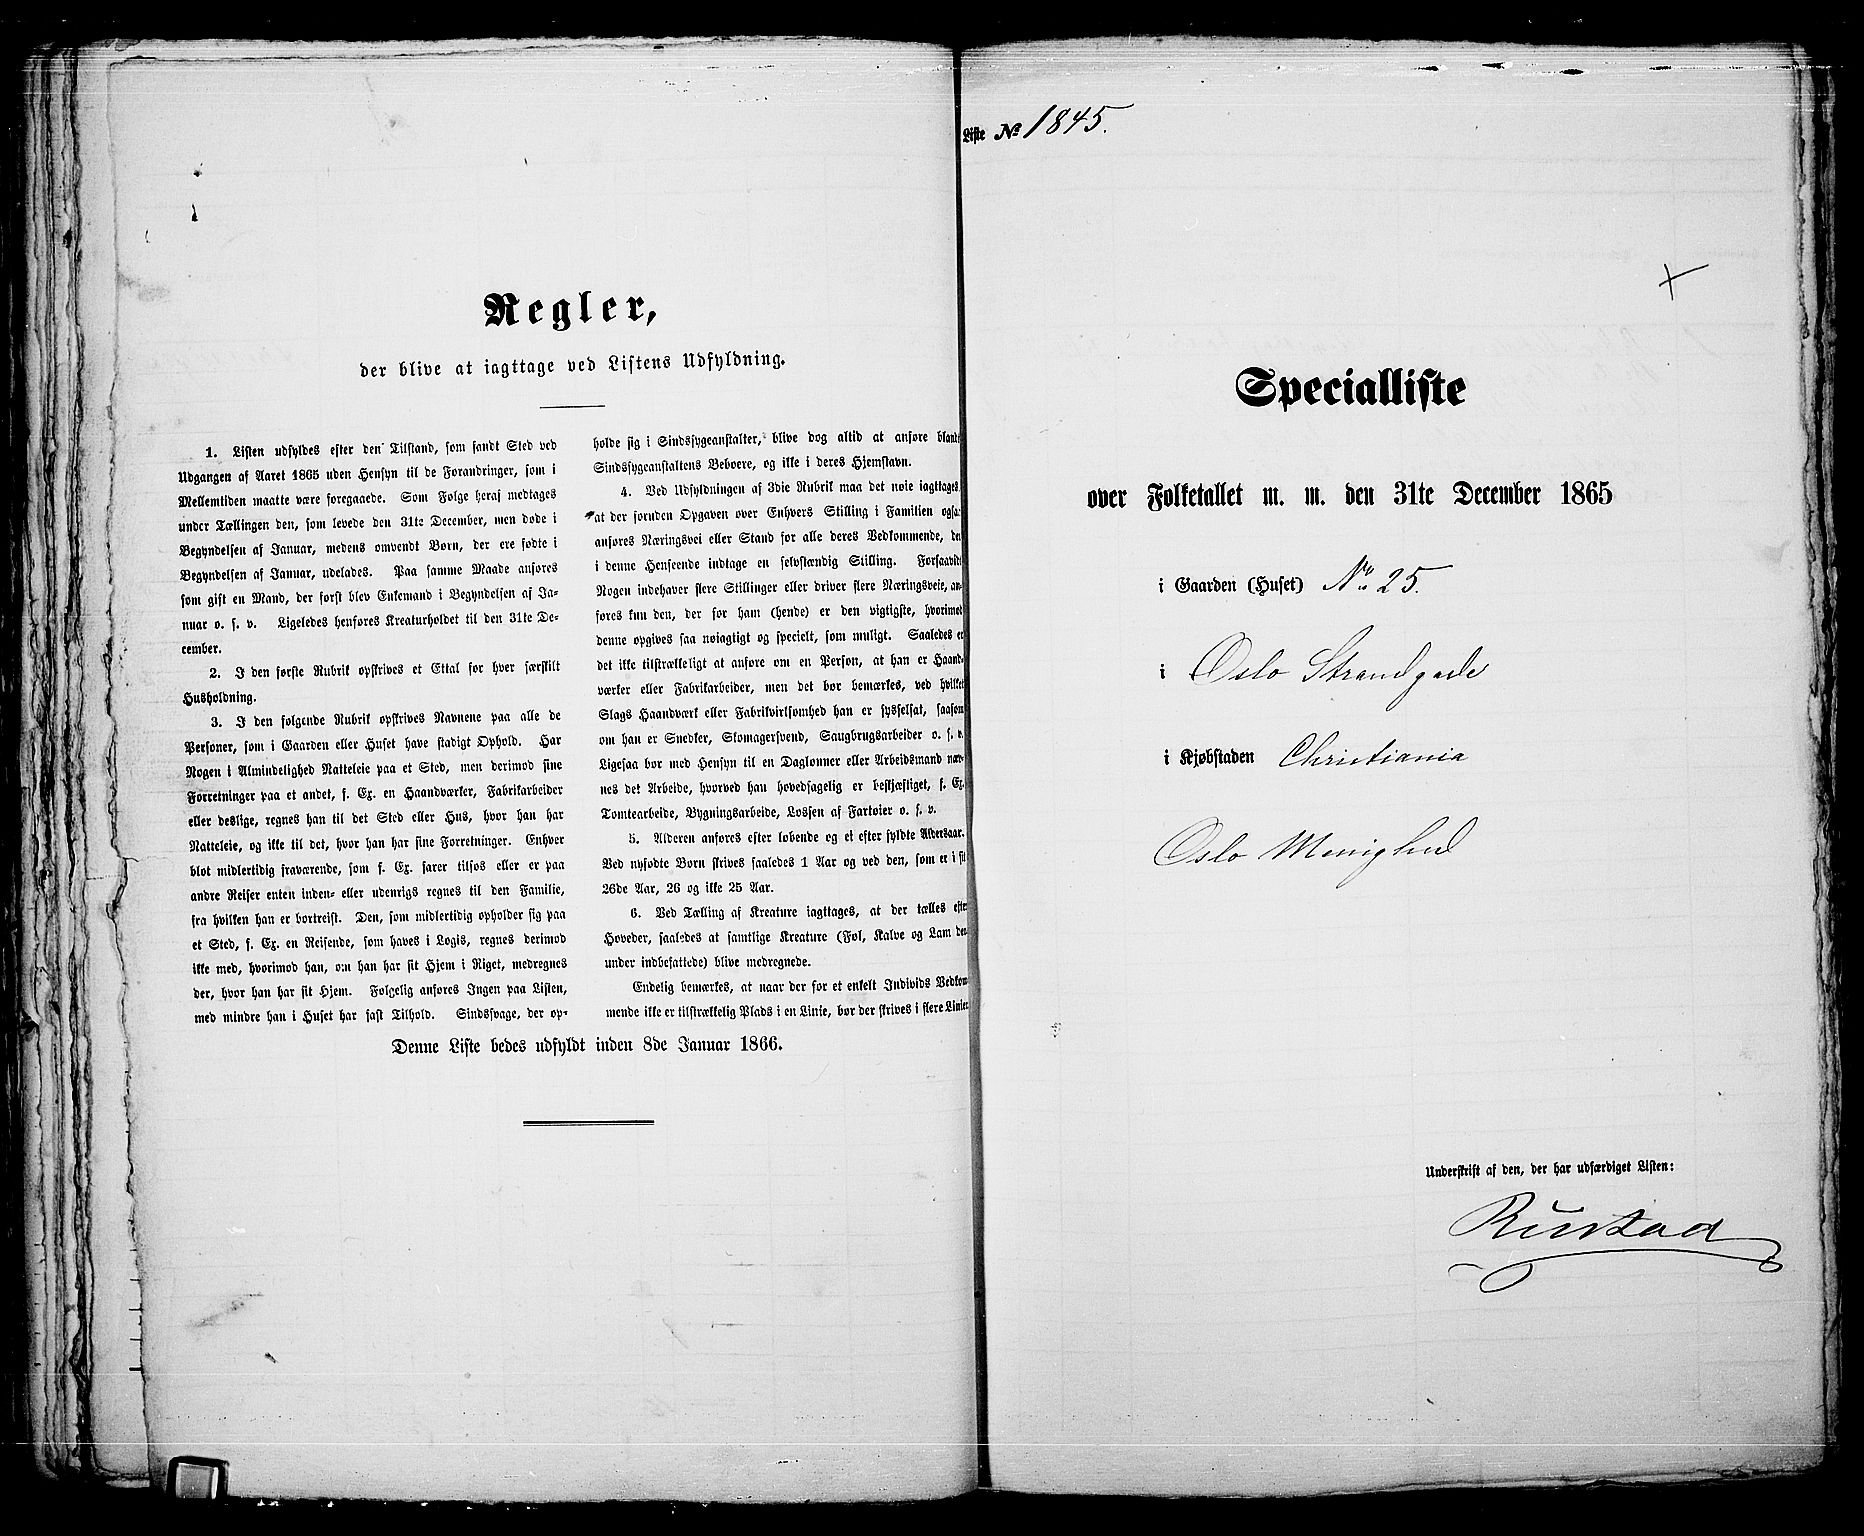 Regler,
der blive at iagttage ved Listens Udfyldning.
1. Listen udfyldes efter den Tilstand, som fandt Sted ved
Udgangen af Aaret 1865 uden Hensyn til de Forandringer, som i
Mellemtiden maatte være foregaaede. Som Følge heraf medtages
under Tællingen den, som levede den 31te December, men døde i
Begyndelsen af Januar, medens omvendt Børn, der ere fødte i
Begyndelsen af Januar, udelades. Paa samme Maade anføres
som gift en Mand, der først blev Enkemand i Begyndelsen af Ja-
nuar o. s. v. Ligeledes henføres Kreaturholdet til den 31te De-
cember.
2. I den første Rubrik opskrives et Ettal for hver særskilt
Husholdning.
3. I den følgende Rubrik opskrives Navnene paa alle de
Personer, som i Gaarden eller Huset have stadigt Ophold. Har
Nogen i Almindelighed Natteleie paa et Sted, men derimod sine
Forretninger paa et andet, f. Ex. en Haandværker, Fabrikarbeider
eller deslige, regnes han til det Sted eller Hus, hvor han har
Natteleie, og ikke til det, hvor han har sine Forretninger. Enhver
blot midlertidig fraværende, som f. Ex. farer tilsøs eller er paa
andre Reiser enten inden- eller udenrigs regnes til den Familie,
fra hvilken han er bortreist. Den, som midlertidig opholder sig paa
et Sted, f. Ex. en Reisende, som haves i Logis, regnes derimod
ikke med, hvorimod han, om han har sit Hjem i Riget, medregnes
der, hvor han har sit Hjem. Følgelig anføres Ingen paa Listen,
med mindre han i Huset har fast Tilhold. Sindssvage, der op-
holde sig i Sindssygeanstalter, blive dog altid at anføre blandt
Sindssygeanstaltens Beboere, og ikke i deres Hjemstavn.
4. Ved Udfyldningen af 3die Rubrik maa det nøie iagttages,
at der foruden Opgaven over Enhvers Stilling i Familien ogsaa
anføres Næringsvei eller Stand for alle deres Vedkommende, der
i denne Henseende indtage en selvstændig Stilling. Forsaavidt
Nogen indehaver flere Stillinger eller driver flere Næringsveie, an-
føres kun den, der for ham (hende) er den vigtigste, hvorimod
denne opgives saa nøiagtigt og specielt, som muligt. Saaledes er
det ikke tilstrækkeligt at anføre om en Person, at han er Haand-
værker eller Fabrikarbeider, men det bør bemærkes, ved hvilket
Slags Haandværk eller Fabrikvirksomhed han er sysselsat, saasom
om han er Snedker, Skomagersvend, Saugbrugsarbeider o. s. v.
Ligesaa bør med Hensyn til en Daglønner eller Arbeidsmand næv-
nes det Arbeide, hvorved han hovedsagelig er beskjæftiget, f. Ex.
Tomtearbeide, Bygningsarbeide, Lossen af Fartøier o. s. v.
5. Alderen anføres efter løbende og ei efter fyldte Aldersaar.
Ved nyfødte Børn skrives saaledes 1 Aar og ved den, som er i sit
26de Aar, 26 og ikke 25 Aar.
6. Ved Tælling af Kreature iagttages, at der tælles efter
Hoveder, saaledes at samtlige Kreature (Føl, Kalve og Lam der-
under indbefattede) blive medregnede.
Endelig bemærkes, at naar der for et enkelt Individs Vedkom-
mende ikke er tilstrækkelig Plads i en Linie, bør der skrives i flere Linier.
Denne Liste bedes udfyldt inden 8de Januar 1866.
Liste No 1845.
Specialliste
over Folketallet m. m. den 31te December 1865
i Gaarden (Huset) No 25.
i Oslo Strandgade
i Kjøbstaden Christiania
Oslo Menighed
Underskrift af den, der har udfærdiget Listen:
Rustad